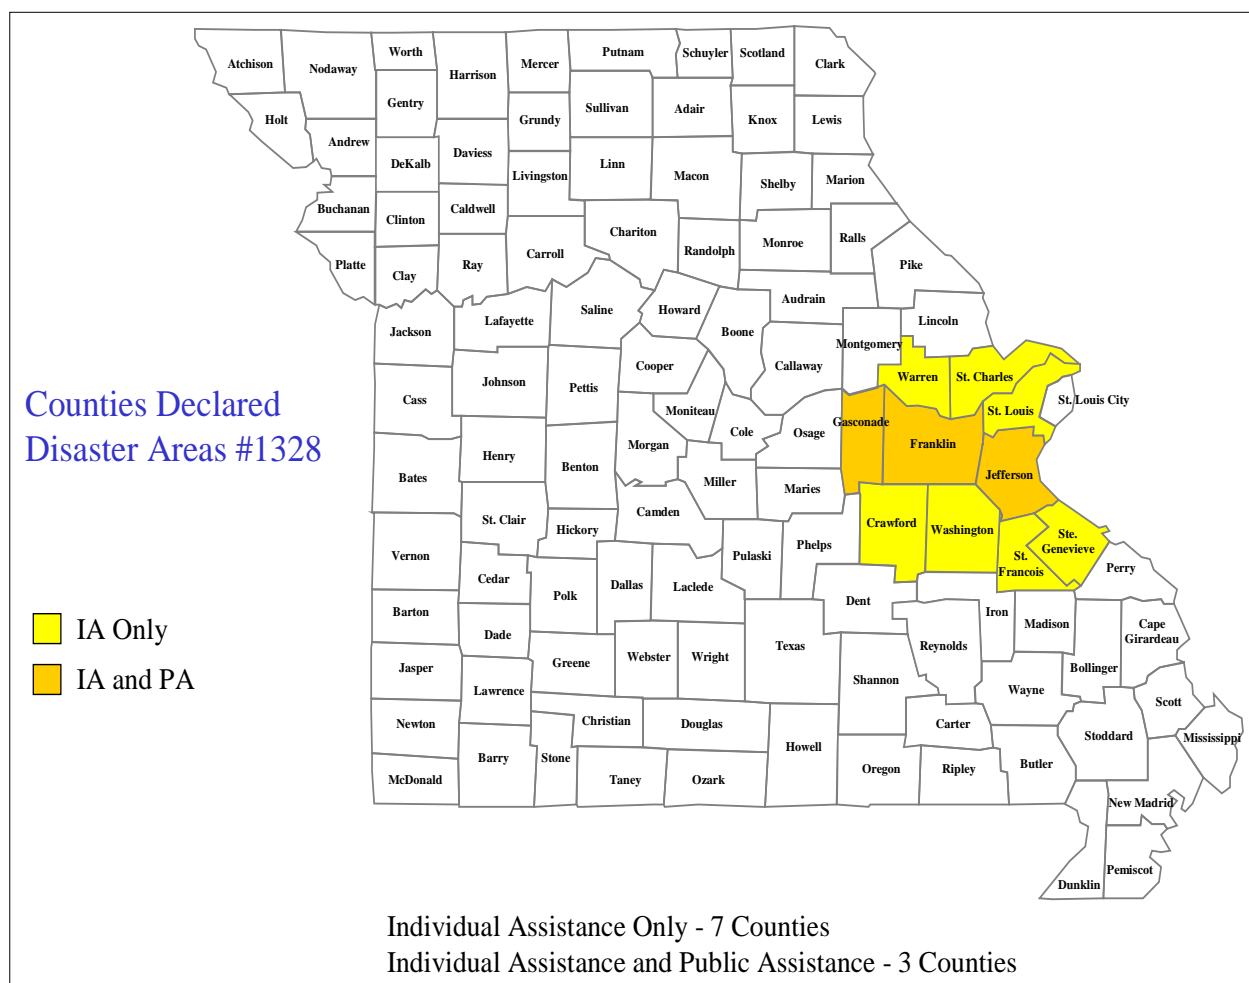 Atchison
Nodaway
Worth
Harrison
Mercer
Putnam
Schuyler
Scotland
Clark
Gentry
Holt
Andrew
DeKalb
Daviess
Grundy
Sullivan
Adair
Knox
Lewis
Livingston
Linn
Macon
Shelby
Marion
Buchanan
Clinton
Caldwell
Chariton
Randolph
Monroe
Ralls
Platte
Clay
Ray
Carroll
Pike
Audrain
Jackson
Lafayette
Saline
Howard
Boone
Callaway
Montgomery
Lincoln
Cass
Johnson
Pettis
Cooper
Moniteau
Cole
Osage
Warren
St. Charles
St. Louis
St. Louis City
Gasconade
Franklin
Jefferson
Counties Declared
Disaster Areas #1328
Bates
Henry
Benton
Morgan
Miller
Maries
Camden
St. Clair
Hickory
Vernon
Cedar
Polk
Dallas
Laclede
Pulaski
Phelps
Crawford
Washington
St.
Francois
Ste.
Genevieve
Perry
Barton
Dade
Dent
Iron
Madison
Cape
Girardeau
IA Only
IA and PA
Jasper
Lawrence
Greene
Webster
Wright
Texas
Shannon
Reynolds
Wayne
Bollinger
Scott
Mississippi
Newton
Christian
Douglas
Howell
Carter
Stoddard
McDonald
Barry
Stone
Taney
Ozark
Oregon
Ripley
Butler
New Madrid
Dunklin
Pemiscot
Individual Assistance Only - 7 Counties
Individual Assistance and Public Assistance - 3 Counties